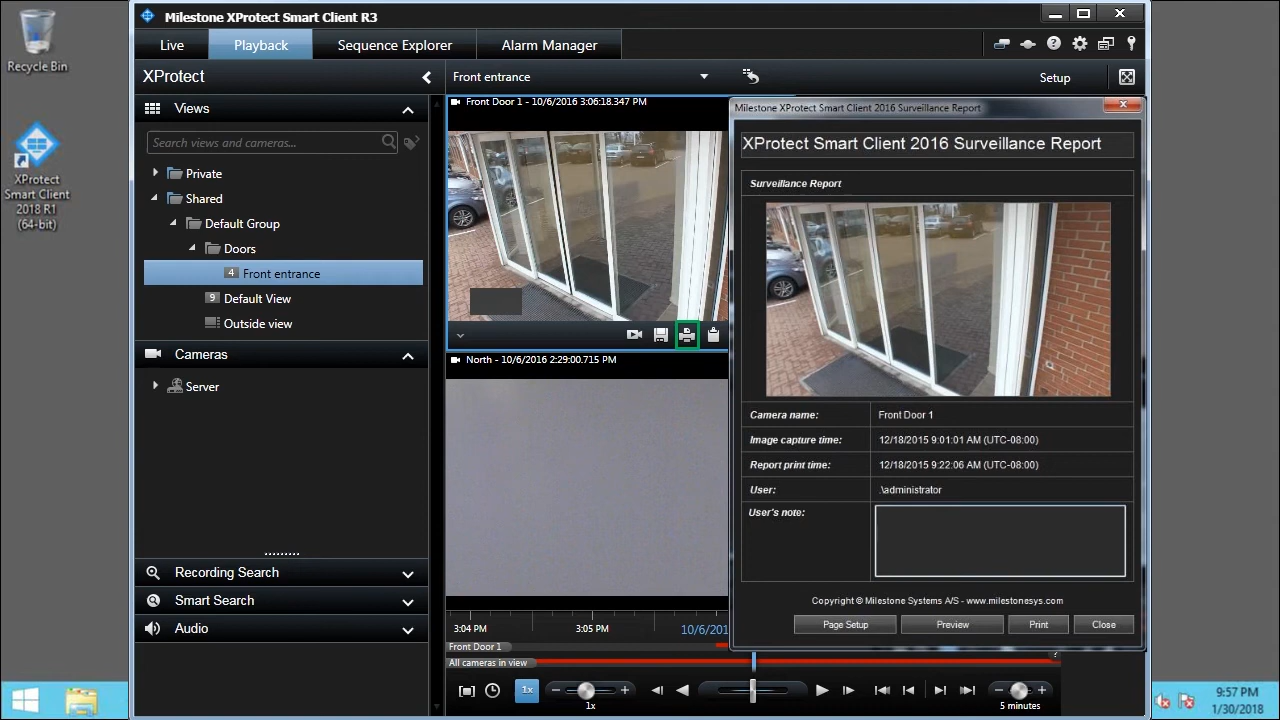 Recycle Bin
XProtect
Smart Client
2018 R1
(64-bit)
Milestone XProtect Smart Client R3
Live
Playback
Sequence Explorer
Alarm Manager
XProtect
Front entrance
Setup
Views
Search views and cameras...
Private
Shared
Default Group
Doors
4 Front entrance
9 Default View
Outside view
Cameras
Server
Recording Search
Smart Search
Audio
Front Door 1 - 10/6/2016 3:06:18.347 PM
North - 10/6/2016 2:29:00.715 PM
Milestone XProtect Smart Client 2016 Surveillance Report
XProtect Smart Client 2016 Surveillance Report
Surveillance Report
Camera name: Front Door 1
Image capture time: 12/18/2015 9:01:01 AM (UTC-08:00)
Report print time: 12/18/2015 9:22:06 AM (UTC-08:00)
User: .\administrator
User's note:
Copyright © Milestone Systems A/S - www.milestonesys.com
Page Setup
Preview
Print
Close
3:04 PM
3:05 PM
10/6/201
Front Door 1
All cameras in view
?
1x
1x
5 minutes
9:57 PM
1/30/2018